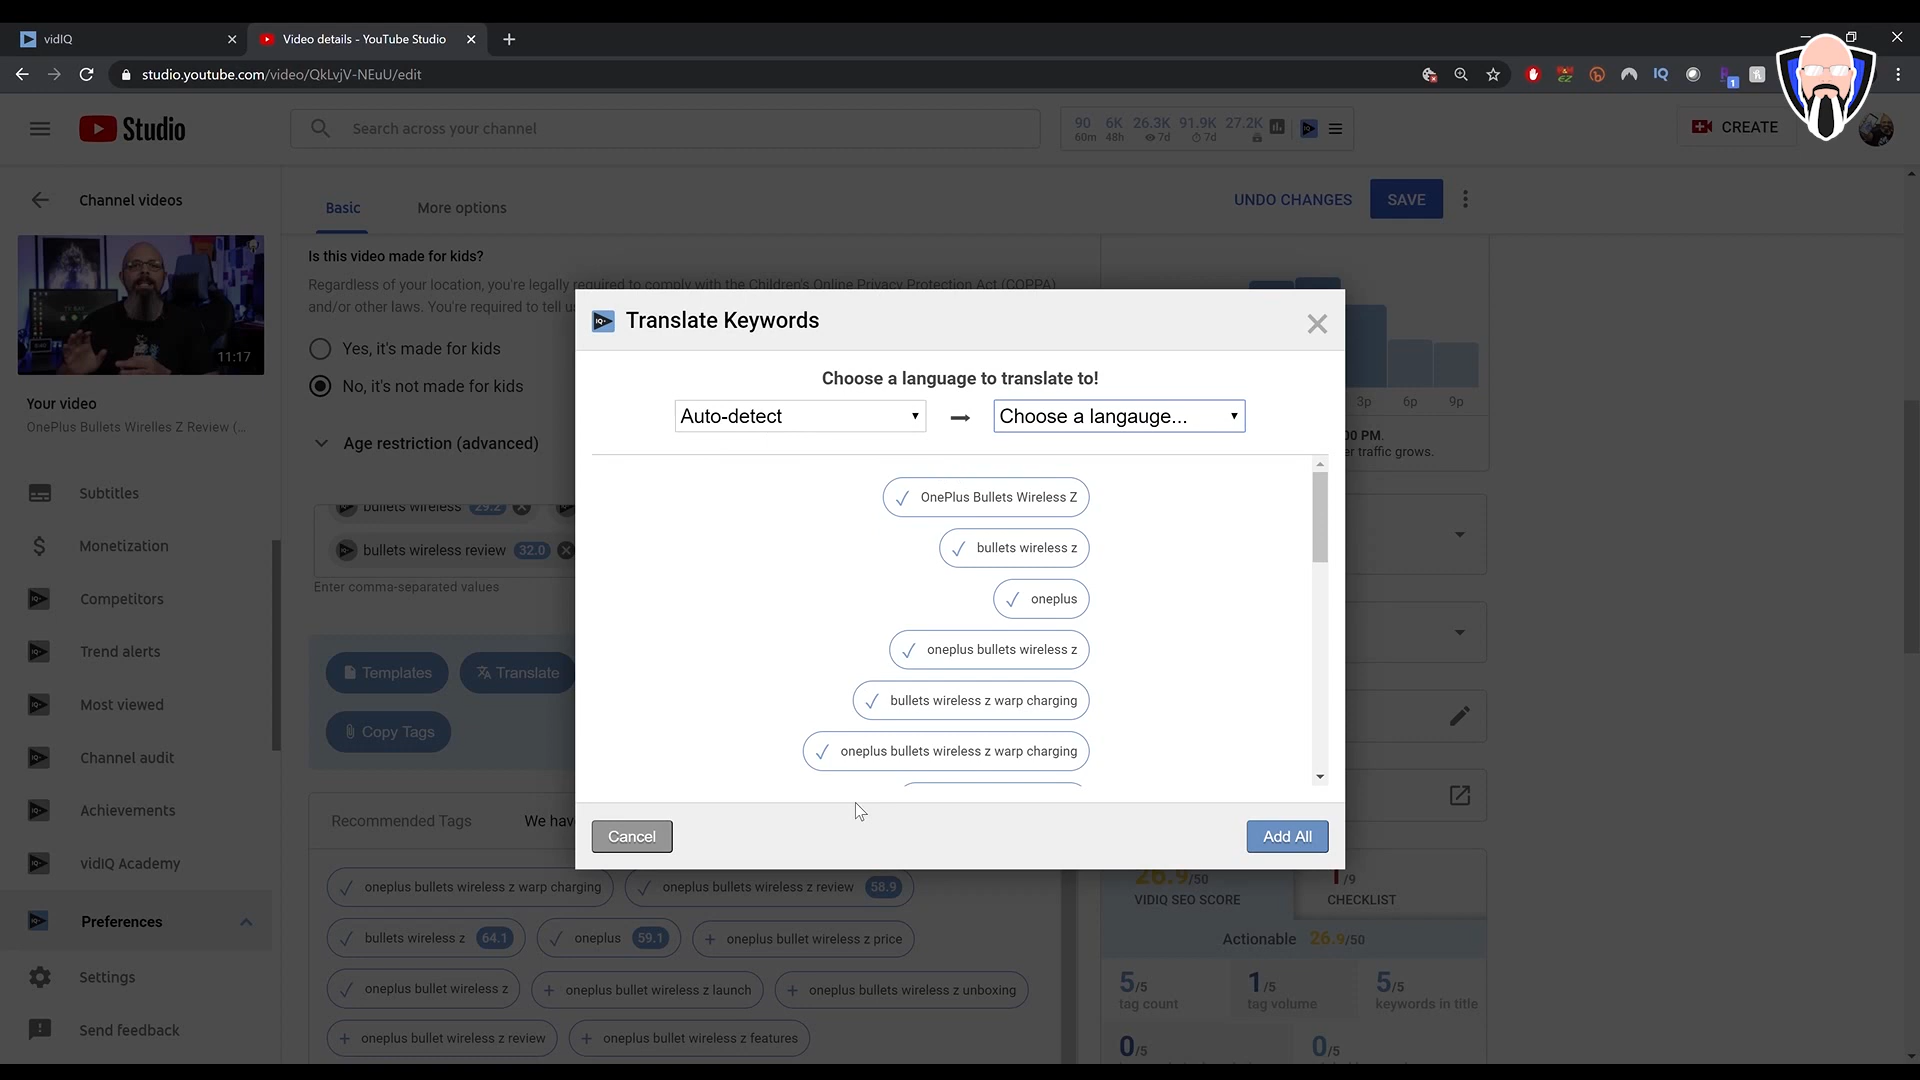 vidIQ
Video details - YouTube Studio
studio.youtube.com/video/QkLvjV-NEuU/edit
IQ
1
Studio
Search across your channel
90 6K 26.3K 91.9K 27.2K
60m 48h 7d 7d
CREATE
Channel videos
Basic
More options
UNDO CHANGES
SAVE
11:17
Your video
OnePlus Bullets Wirelles Z Review (...
Subtitles
Monetization
Competitors
Trend alerts
Most viewed
Channel audit
Achievements
vidIQ Academy
Preferences
Settings
Send feedback
Is this video made for kids?
Regardless of your location, you're legally required to comply with the Children's Online Privacy Protection Act (COPPA)
and/or other laws. You're required to tell us
Yes, it's made for kids
No, it's not made for kids
Age restriction (advanced)
bullets wireless 29.2
bullets wireless review 32.0
Enter comma-separated values
Templates
Translate
Copy Tags
Recommended Tags
We hav
oneplus bullets wireless z warp charging
oneplus bullets wireless z review 58.9
bullets wireless z 64.1
oneplus 59.1
oneplus bullet wireless z price
oneplus bullet wireless z
oneplus bullet wireless z launch
oneplus bullets wireless z unboxing
oneplus bullet wireless z review
oneplus bullet wireless z features
Translate Keywords
Choose a language to translate to!
Auto-detect
Choose a langauge...
OnePlus Bullets Wireless Z
bullets wireless z
oneplus
oneplus bullets wireless z
bullets wireless z warp charging
oneplus bullets wireless z warp charging
Cancel
Add All
3p 6p 9p
00 PM.
er traffic grows.
26.9/50
VIDIQ SEO SCORE
/9
CHECKLIST
Actionable 26.9/50
5/5
tag count
1/5
tag volume
5/5
keywords in title
0/5
0/5